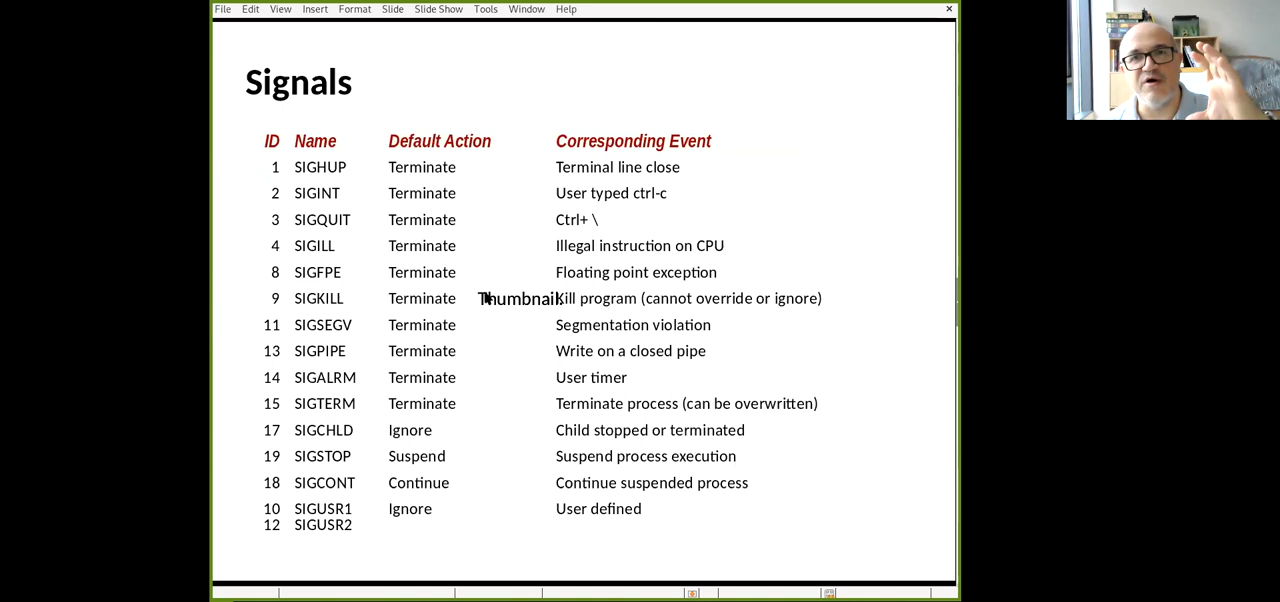 File Edit View Insert Format Slide Slide Show Tools Window Help
Signals
ID Name Default Action Corresponding Event
1 SIGHUP Terminate Terminal line close
2 SIGINT Terminate User typed ctrl-c
3 SIGQUIT Terminate Ctrl+ \
4 SIGILL Terminate Illegal instruction on CPU
8 SIGFPE Terminate Floating point exception
9 SIGKILL Terminate Thumbnail. Kill program (cannot override or ignore)
11 SIGSEGV Terminate Segmentation violation
13 SIGPIPE Terminate Write on a closed pipe
14 SIGALRM Terminate User timer
15 SIGTERM Terminate Terminate process (can be overwritten)
17 SIGCHLD Ignore Child stopped or terminated
19 SIGSTOP Suspend Suspend process execution
18 SIGCONT Continue Continue suspended process
10 SIGUSR1 Ignore User defined
12 SIGUSR2